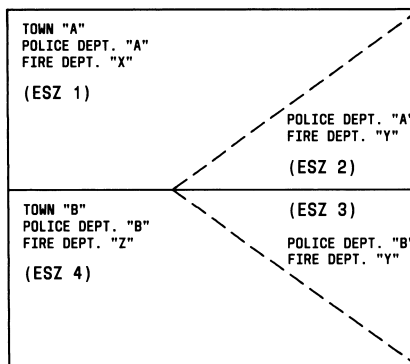 TOWN "A"
POLICE DEPT. "A"
FIRE DEPT. "X"
(ESZ 1)
POLICE DEPT. "A"
FIRE DEPT. "Y"
(ESZ 2)
TOWN "B"
POLICE DEPT. "B"
FIRE DEPT. "Z"
(ESZ 4)
(ESZ 3)
POLICE DEPT. "B"
FIRE DEPT. "Y"